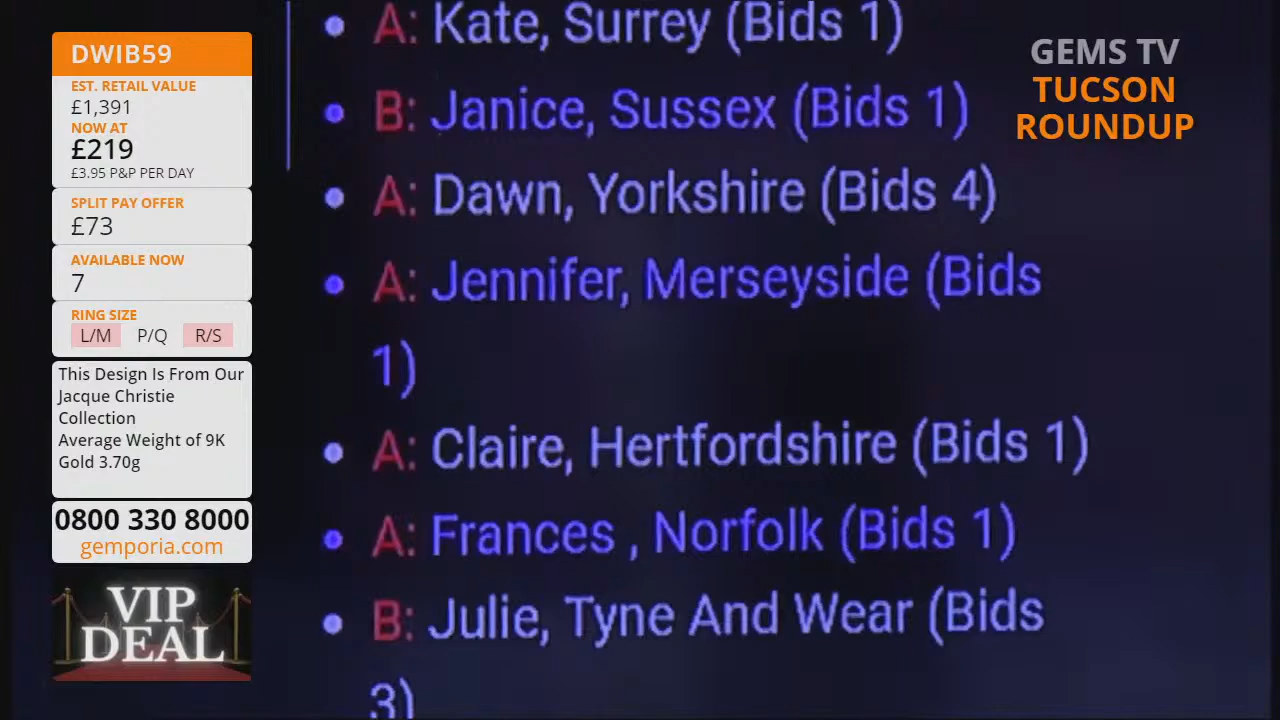 DWIB59
EST. RETAIL VALUE
£1,391
NOW AT
£219
£3.95 P&P PER DAY
SPLIT PAY OFFER
£73
AVAILABLE NOW
7
RING SIZE
L/M P/Q R/S
This Design Is From Our
Jacque Christie
Collection
Average Weight of 9K
Gold 3.70g
0800 330 8000
gemporia.com
VIP
DEAL
A: Kate, Surrey (Bids 1)
B: Janice, Sussex (Bids 1)
A: Dawn, Yorkshire (Bids 4)
A: Jennifer, Merseyside (Bids
1)
A: Claire, Hertfordshire (Bids 1)
A: Frances , Norfolk (Bids 1)
B: Julie, Tyne And Wear (Bids
3)
GEMS TV
TUCSON
ROUNDUP